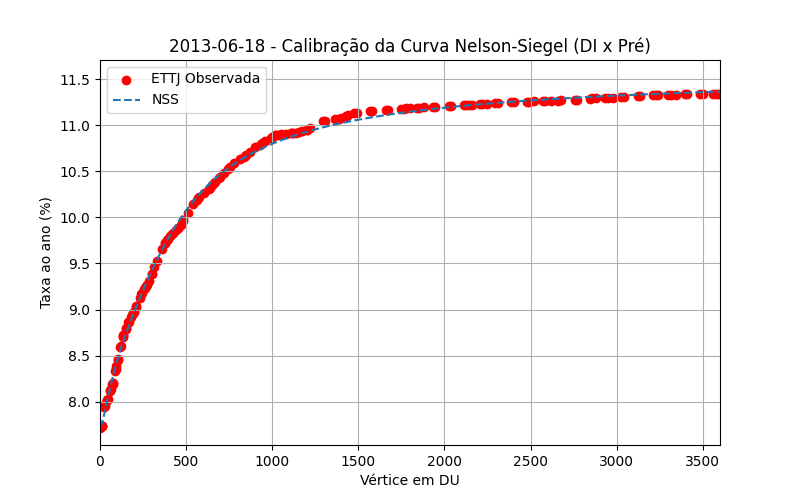 2013-06-18 - Calibração da Curva Nelson-Siegel (DI x Pré)
ETTJ Observada
NSS
Taxa ao ano (%)
11.5
11.0
10.5
10.0
9.5
9.0
8.5
8.0
0 500 1000 1500 2000 2500 3000 3500
Vértice em DU